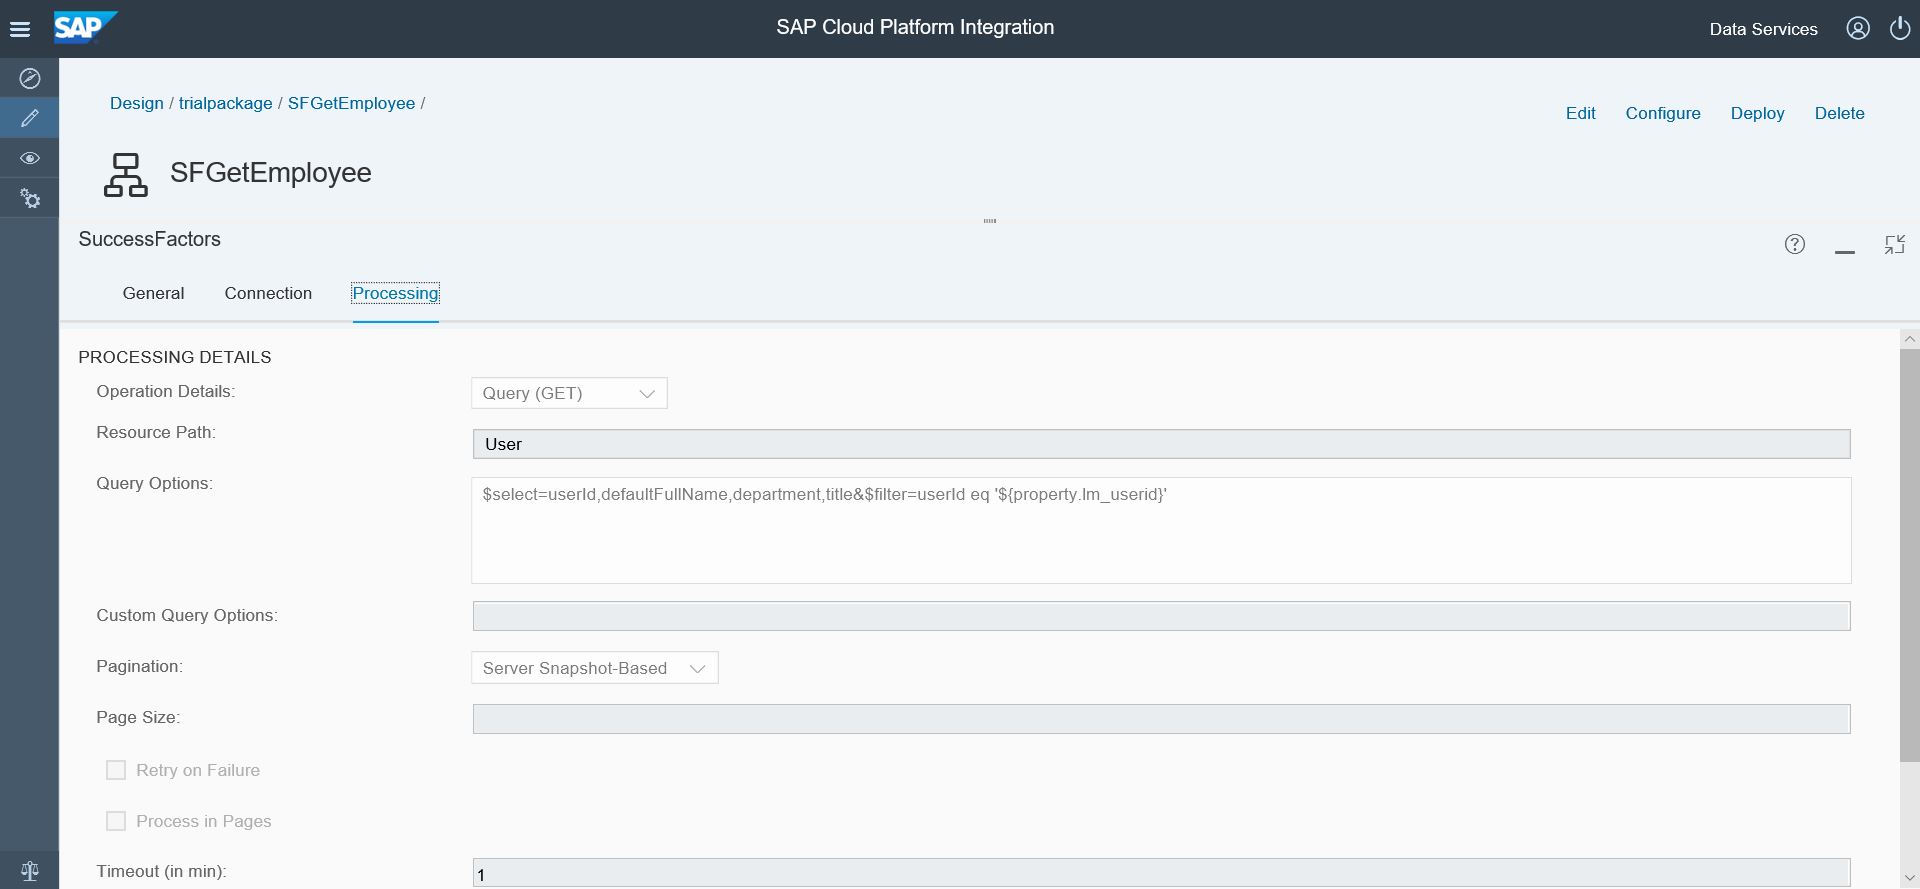 SAP
SAP Cloud Platform Integration
Data Services
Design / trialpackage / SFGetEmployee /
Edit Configure Deploy Delete
SFGetEmployee
SuccessFactors
General Connection Processing
PROCESSING DETAILS
Operation Details: Query (GET)
Resource Path: User
Query Options: $select=userId,defaultFullName,department,title&$filter=userId eq '${property.Im_userid}'
Custom Query Options:
Pagination: Server Snapshot-Based
Page Size:
Retry on Failure
Process in Pages
Timeout (in min): 1